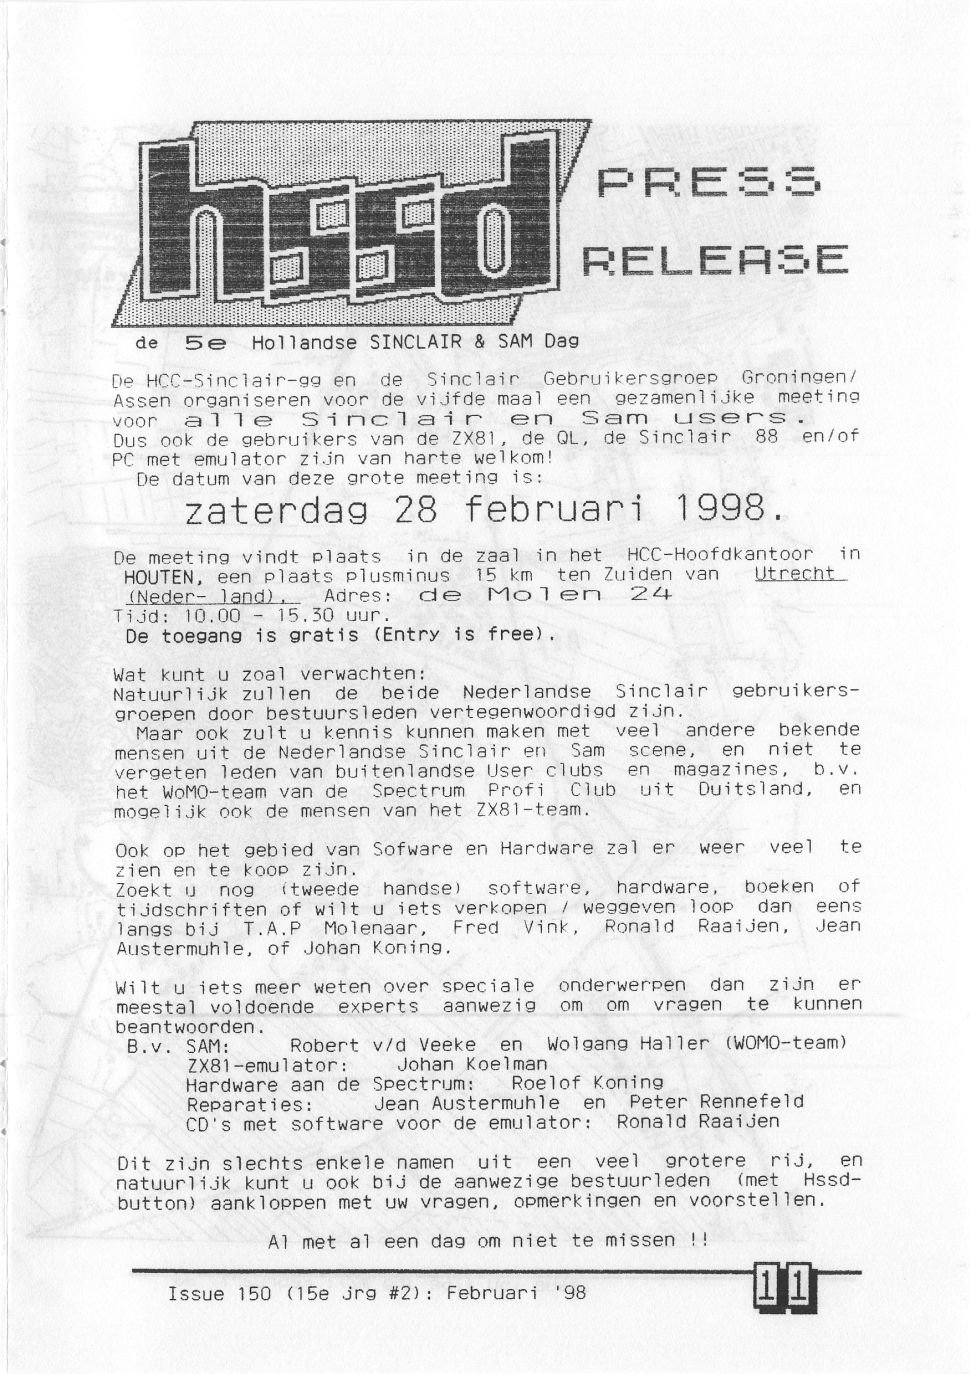 hssd
PRESS
RELEASE
de 5e Hollandse SINCLAIR & SAM Dag
De HCC-Sinclair-gg en de Sinclair Gebruikersgroep Groningen/
Assen organiseren voor de vijfde maal een gezamenlijke meeting
voor alle Sinclair en Sam users.
Dus ook de gebruikers van de ZX81, de QL, de Sinclair 88 en/of
PC met emulator zijn van harte welkom!
De datum van deze grote meeting is:
zaterdag 28 februari 1998.
De meeting vindt plaats in de zaal in het HCC-Hoofdkantoor in
HOUTEN, een plaats plusminus 15 km ten Zuiden van Utrecht
(Neder- land). Adres: de Molen 24
Tijd: 10.00 - 15.30 uur.
De toegang is gratis (Entry is free).
Wat kunt u zoal verwachten:
Natuurlijk zullen de beide Nederlandse Sinclair gebruikers-
groepen door bestuursleden vertegenwoordigd zijn.
Maar ook zult u kennis kunnen maken met veel andere bekende
mensen uit de Nederlandse Sinclair en Sam scene, en niet te
vergeten leden van buitenlandse User clubs en magazines, b.v.
het WoMO-team van de Spectrum Profi Club uit Duitsland, en
mogelijk ook de mensen van het ZX81-team.
Ook op het gebied van Sofware en Hardware zal er weer veel te
zien en te koop zijn.
Zoekt u nog (tweede handse) software, hardware, boeken of
tijdschriften of wilt u iets verkopen / weggeven loop dan eens
langs bij T.A.P Molenaar, Fred Vink, Ronald Raaijen, Jean
Austermuhle, of Johan Koning.
Wilt u iets meer weten over speciale onderwerpen dan zijn er
meestal voldoende experts aanwezig om om vragen te kunnen
beantwoorden.
B.v. SAM: Robert v/d Veeke en Wolgang Haller (WOMO-team)
ZX81-emulator: Johan Koelman
Hardware aan de Spectrum: Roelof Koning
Reparaties: Jean Austermuhle en Peter Rennefeld
CD's met software voor de emulator: Ronald Raaijen
Dit zijn slechts enkele namen uit een veel grotere rij, en
natuurlijk kunt u ook bij de aanwezige bestuurleden (met Hssd-
button) aankloppen met uw vragen, opmerkingen en voorstellen.
Al met al een dag om niet te missen !!
11
Issue 150 (15e jrg #2): Februari '98